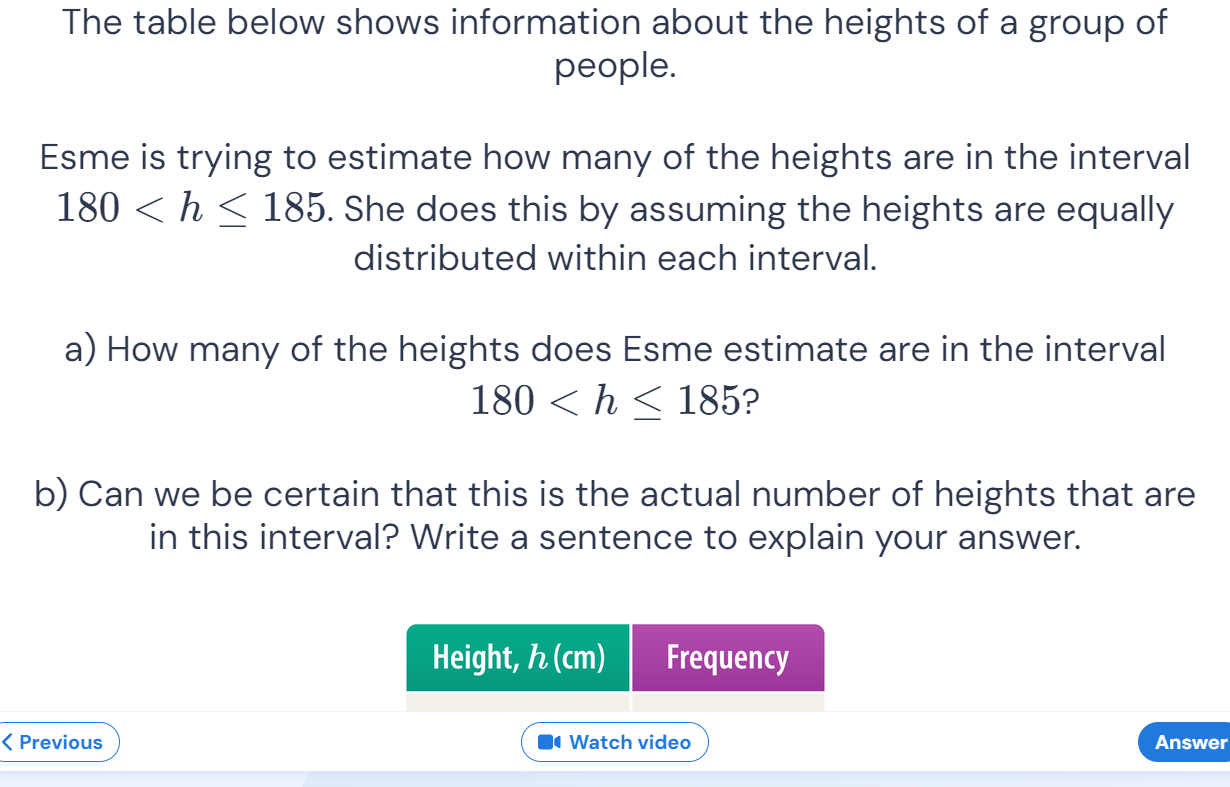 The table below shows information about the heights of a group of
people.
Esme is trying to estimate how many of the heights are in the interval
180 < h ≤ 185. She does this by assuming the heights are equally
distributed within each interval.
a) How many of the heights does Esme estimate are in the interval
180 < h ≤ 185?
b) Can we be certain that this is the actual number of heights that are
in this interval? Write a sentence to explain your answer.
Height, h (cm) Frequency
Previous Watch video Answer